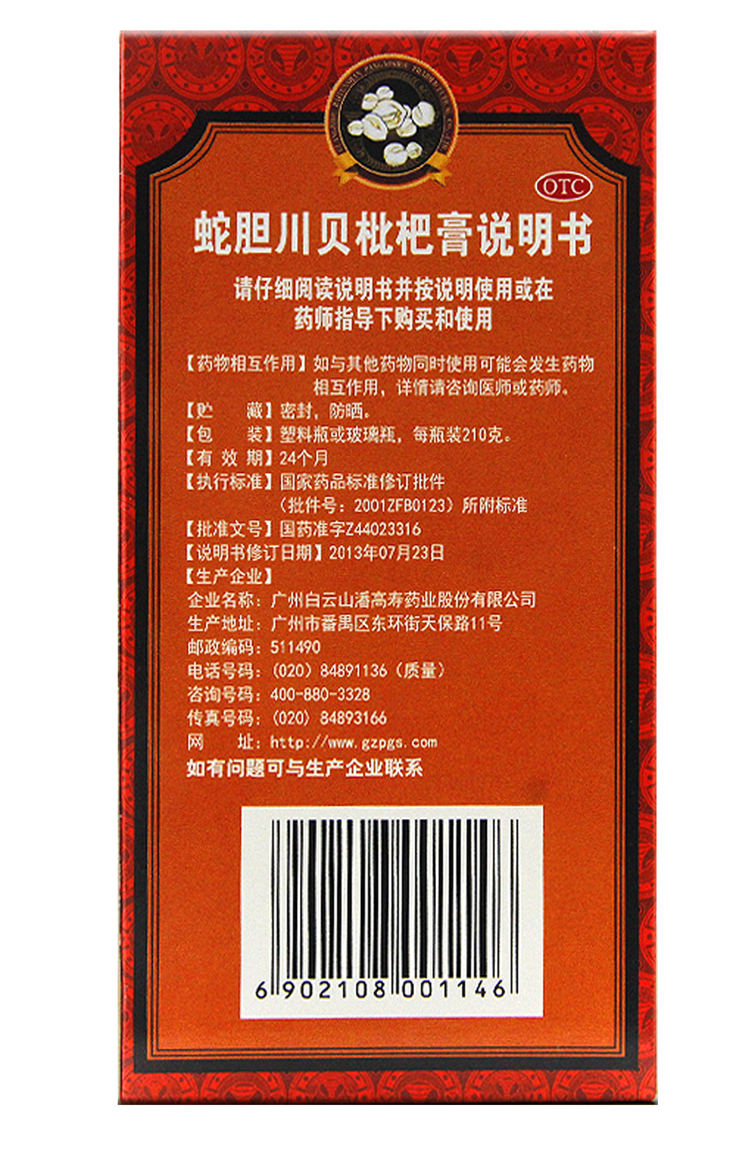 OTC
蛇胆川贝枇杷膏说明书
请仔细阅读说明书并按说明使用或在
药师指导下购买和使用
【药物相互作用】如与其他药物同时使用可能会发生药物
相互作用，详情请咨询医师或药师。
【贮 藏】密封，防晒。
【包 装】塑料瓶或玻璃瓶，每瓶装210克。
【有 效 期】24个月
【执行标准】国家药品标准修订批件
（批件号：2001ZFB0123）所附标准
【批准文号】国药准字Z44023316
【说明书修订日期】2013年07月23日
【生产企业】
企业名称：广州白云山潘高寿药业股份有限公司
生产地址：广州市番禺区东环街天保路11号
邮政编码：511490
电话号码：（020）84891136（质量）
咨询号码：400-880-3328
传真号码：（020）84893166
网 址：http://www.gzpgs.com
如有问题可与生产企业联系
6 902108 001146